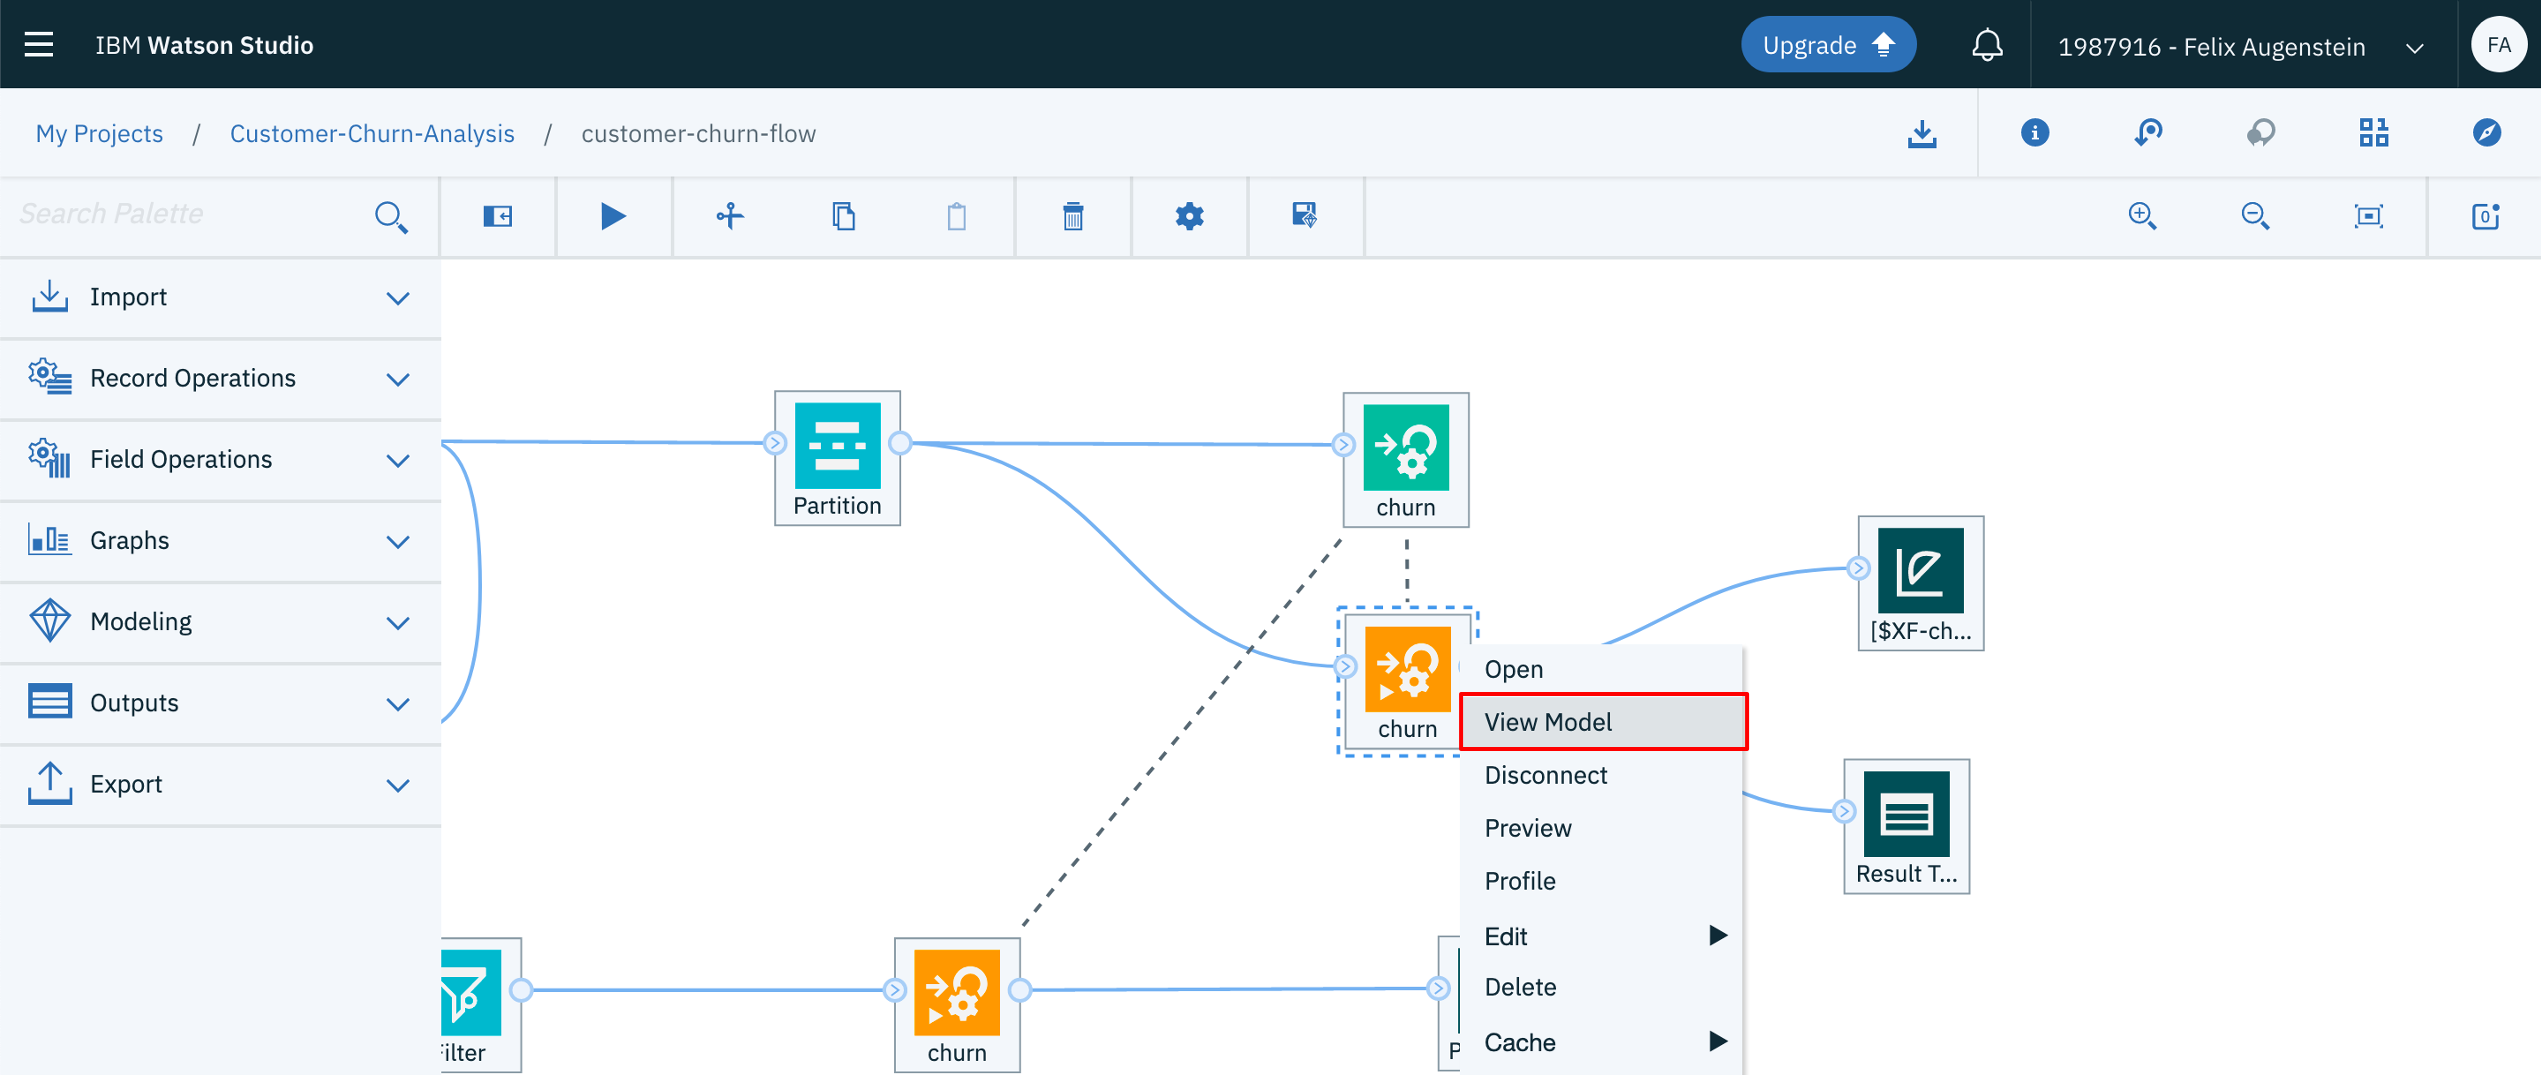 IBM Watson Studio
Upgrade
1987916 - Felix Augenstein
FA
My Projects / Customer-Churn-Analysis / customer-churn-flow
Search Palette
Import
Record Operations
Field Operations
Graphs
Modeling
Outputs
Export
Partition
churn
[$XF-ch...
churn
Open
View Model
Disconnect
Preview
Profile
Edit
Delete
Cache
Result T...
ilter
churn
P